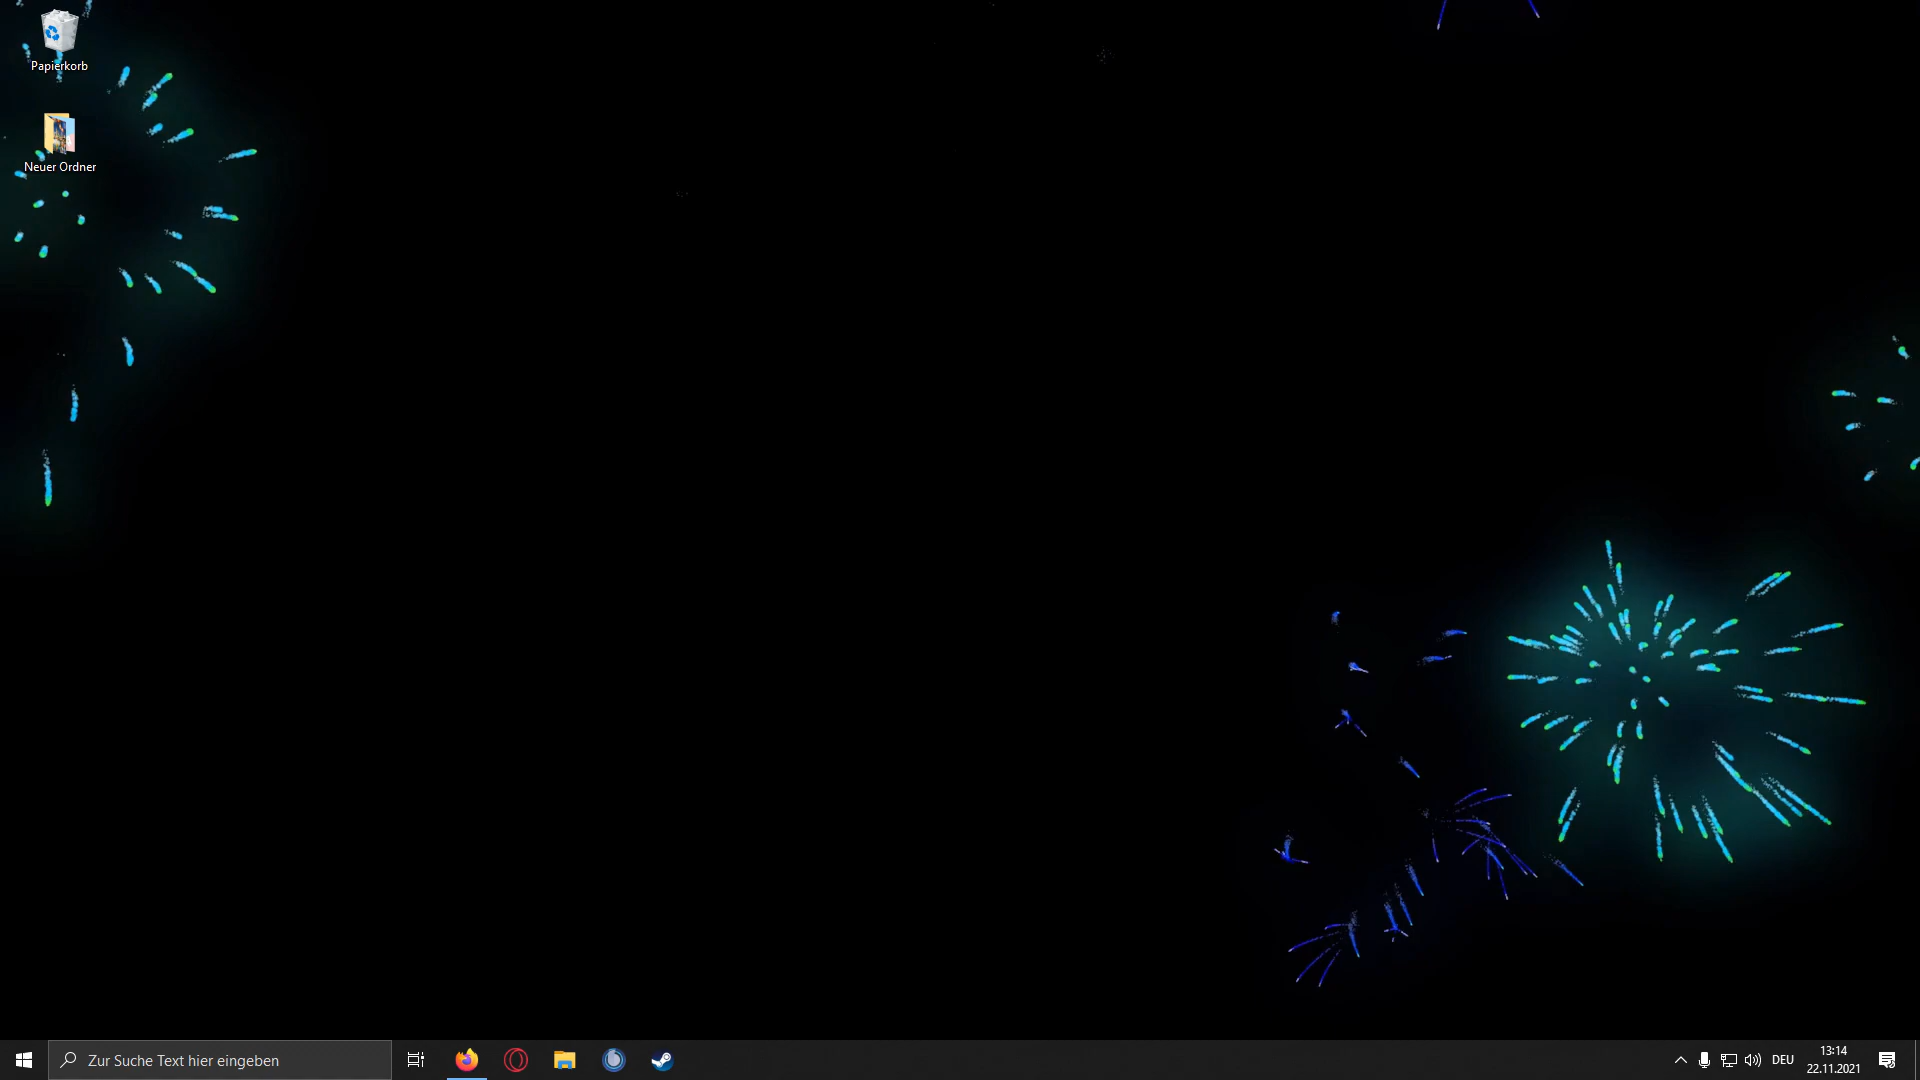 Papierkorb
Neuer Ordner
Zur Suche Text hier eingeben
DEU
13:14
22.11.2021